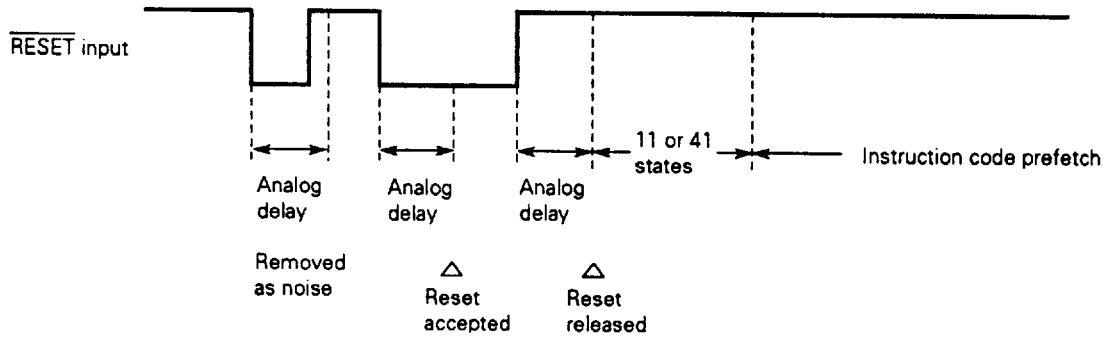 RESET input
11 or 41
states
Instruction code prefetch
Analog
delay
Analog
delay
Analog
delay
Removed
as noise
Reset
accepted
Reset
released